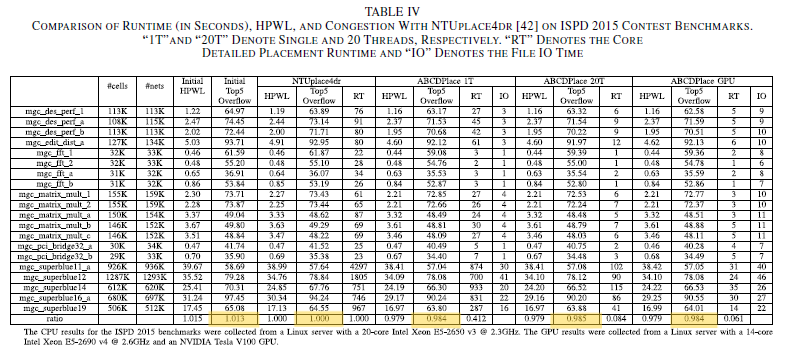 TABLE IV
COMPARISON OF RUNTIME (IN SECONDS), HPWL, AND CONGESTION WITH NTUPLACE4DR [42] ON ISPD 2015 CONTEST BENCHMARKS.
"1T"AND "20T" DENOTE SINGLE AND 20 THREADS, RESPECTIVELY. "RT" DENOTES THE CORE
DETAILED PLACEMENT RUNTIME AND "IO" DENOTES THE FILE IO TIME
#cells #nets Initial HPWL Initial Top5 Overflow NTUplace4dr ABCDPlace 1T ABCDPlace 20T ABCDPlace GPU
HPWL Top5 Overflow RT HPWL Top5 Overflow RT IO HPWL Top5 Overflow RT IO HPWL Top5 Overflow RT IO
mgc_des_perf_1 113K 113K 1.22 64.97 1.19 63.89 76 1.16 63.17 27 3 1.16 63.32 6 3 1.16 62.58 5 9
mgc_des_perf_a 108K 115K 2.47 74.45 2.44 73.14 91 2.37 71.53 45 3 2.37 71.54 9 3 2.37 71.59 5 9
mgc_des_perf_b 113K 113K 2.02 72.44 2.00 71.71 80 1.95 70.68 42 3 1.95 70.22 9 3 1.95 70.51 5 10
mgc_edit_dist_a 127K 134K 5.03 93.71 4.91 92.95 80 4.60 92.12 61 3 4.60 91.97 12 3 4.62 92.13 6 10
mgc_fft_1 32K 33K 0.46 61.59 0.46 61.87 22 0.44 59.08 3 1 0.44 59.39 1 1 0.44 59.36 2 8
mgc_fft_2 32K 33K 0.48 55.20 0.48 55.10 28 0.48 54.76 2 1 0.48 55.00 1 1 0.48 54.78 1 6
mgc_fft_a 31K 32K 0.65 36.91 0.64 36.07 34 0.63 35.53 3 1 0.63 35.54 2 1 0.63 35.59 2 8
mgc_fft_b 31K 32K 0.86 53.84 0.85 53.19 26 0.84 52.87 3 1 0.84 52.80 1 1 0.84 52.86 1 7
mgc_matrix_mult_1 155K 159K 2.30 73.71 2.27 73.43 61 2.21 72.85 27 4 2.21 72.53 6 4 2.21 72.77 3 10
mgc_matrix_mult_2 155K 159K 2.28 73.87 2.25 73.44 65 2.21 72.66 26 4 2.21 72.24 7 4 2.21 72.37 3 10
mgc_matrix_mult_a 150K 154K 3.37 49.04 3.33 48.62 87 3.32 48.49 24 4 3.32 48.48 5 4 3.32 48.51 3 11
mgc_matrix_mult_b 146K 152K 3.67 49.80 3.63 49.29 69 3.61 48.81 30 4 3.61 48.79 7 4 3.61 48.88 5 11
mgc_matrix_mult_c 146K 152K 3.51 48.84 3.47 48.22 69 3.46 48.09 27 4 3.46 48.03 6 4 3.46 48.11 5 11
mgc_pci_bridge32_a 30K 34K 0.47 41.74 0.47 41.52 25 0.47 40.49 5 1 0.47 40.75 2 1 0.46 40.28 4 7
mgc_pci_bridge32_b 29K 33K 0.70 35.90 0.69 35.38 23 0.67 34.40 7 1 0.67 34.48 3 1 0.68 34.49 5 7
mgc_superblue11_a 926K 936K 39.67 58.69 38.99 57.64 4297 38.41 57.04 874 30 38.41 57.08 102 30 38.42 57.05 31 40
mgc_superblue12 1287K 1293K 35.52 79.28 34.76 78.84 1805 34.09 78.08 700 41 34.10 78.12 90 41 34.10 78.08 24 46
mgc_superblue14 612K 620K 25.41 70.31 24.85 67.76 751 24.19 66.30 933 20 24.20 66.52 115 20 24.22 66.53 35 26
mgc_superblue16_a 680K 697K 31.24 97.45 30.34 94.24 746 29.17 90.24 831 22 29.16 90.20 86 22 29.25 90.55 30 27
mgc_superblue19 506K 512K 17.45 65.08 17.13 64.55 967 16.97 63.80 287 16 16.97 63.88 41 16 16.99 64.01 14 22
ratio 1.015 1.013 1.000 1.000 1.000 0.979 0.984 0.412 0.979 0.985 0.084 0.979 0.984 0.061
The CPU results for the ISPD 2015 benchmarks were collected from a Linux server with a 20-core Intel Xeon E5-2650 v3 @ 2.3GHz. The GPU results were collected from a Linux server with a 14-core
Intel Xeon E5-2690 v4 @ 2.6GHz and an NVIDIA Tesla V100 GPU.